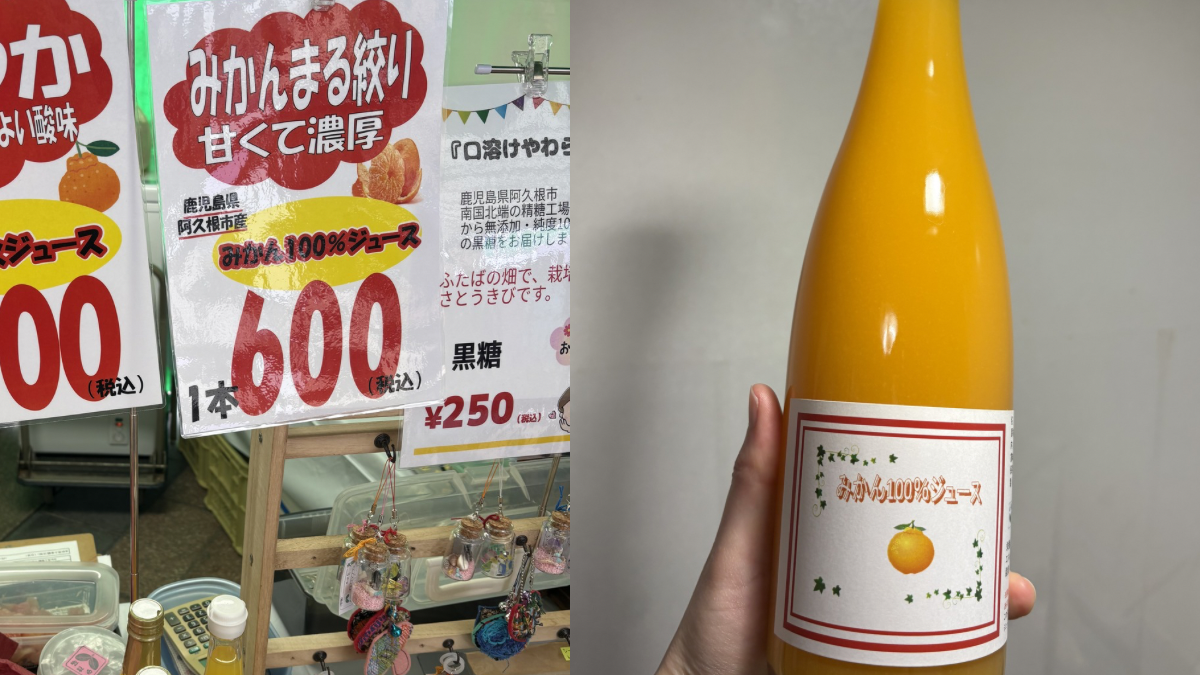 やか
よい酸味
ジュース
00
(税込)
みかんまる絞り
甘くて濃厚
鹿児島県
阿久根市産
みかん100%ジュース
1本600
(税込)
『口溶けやわら
鹿児島県阿久根市
南国北端の精糖工場
から無添加・純度10
の黒糖をお届けしま
ふたばの畑で、栽培
さとうきびです。
お
黒糖
¥250(税込)
みかん100%ジュース